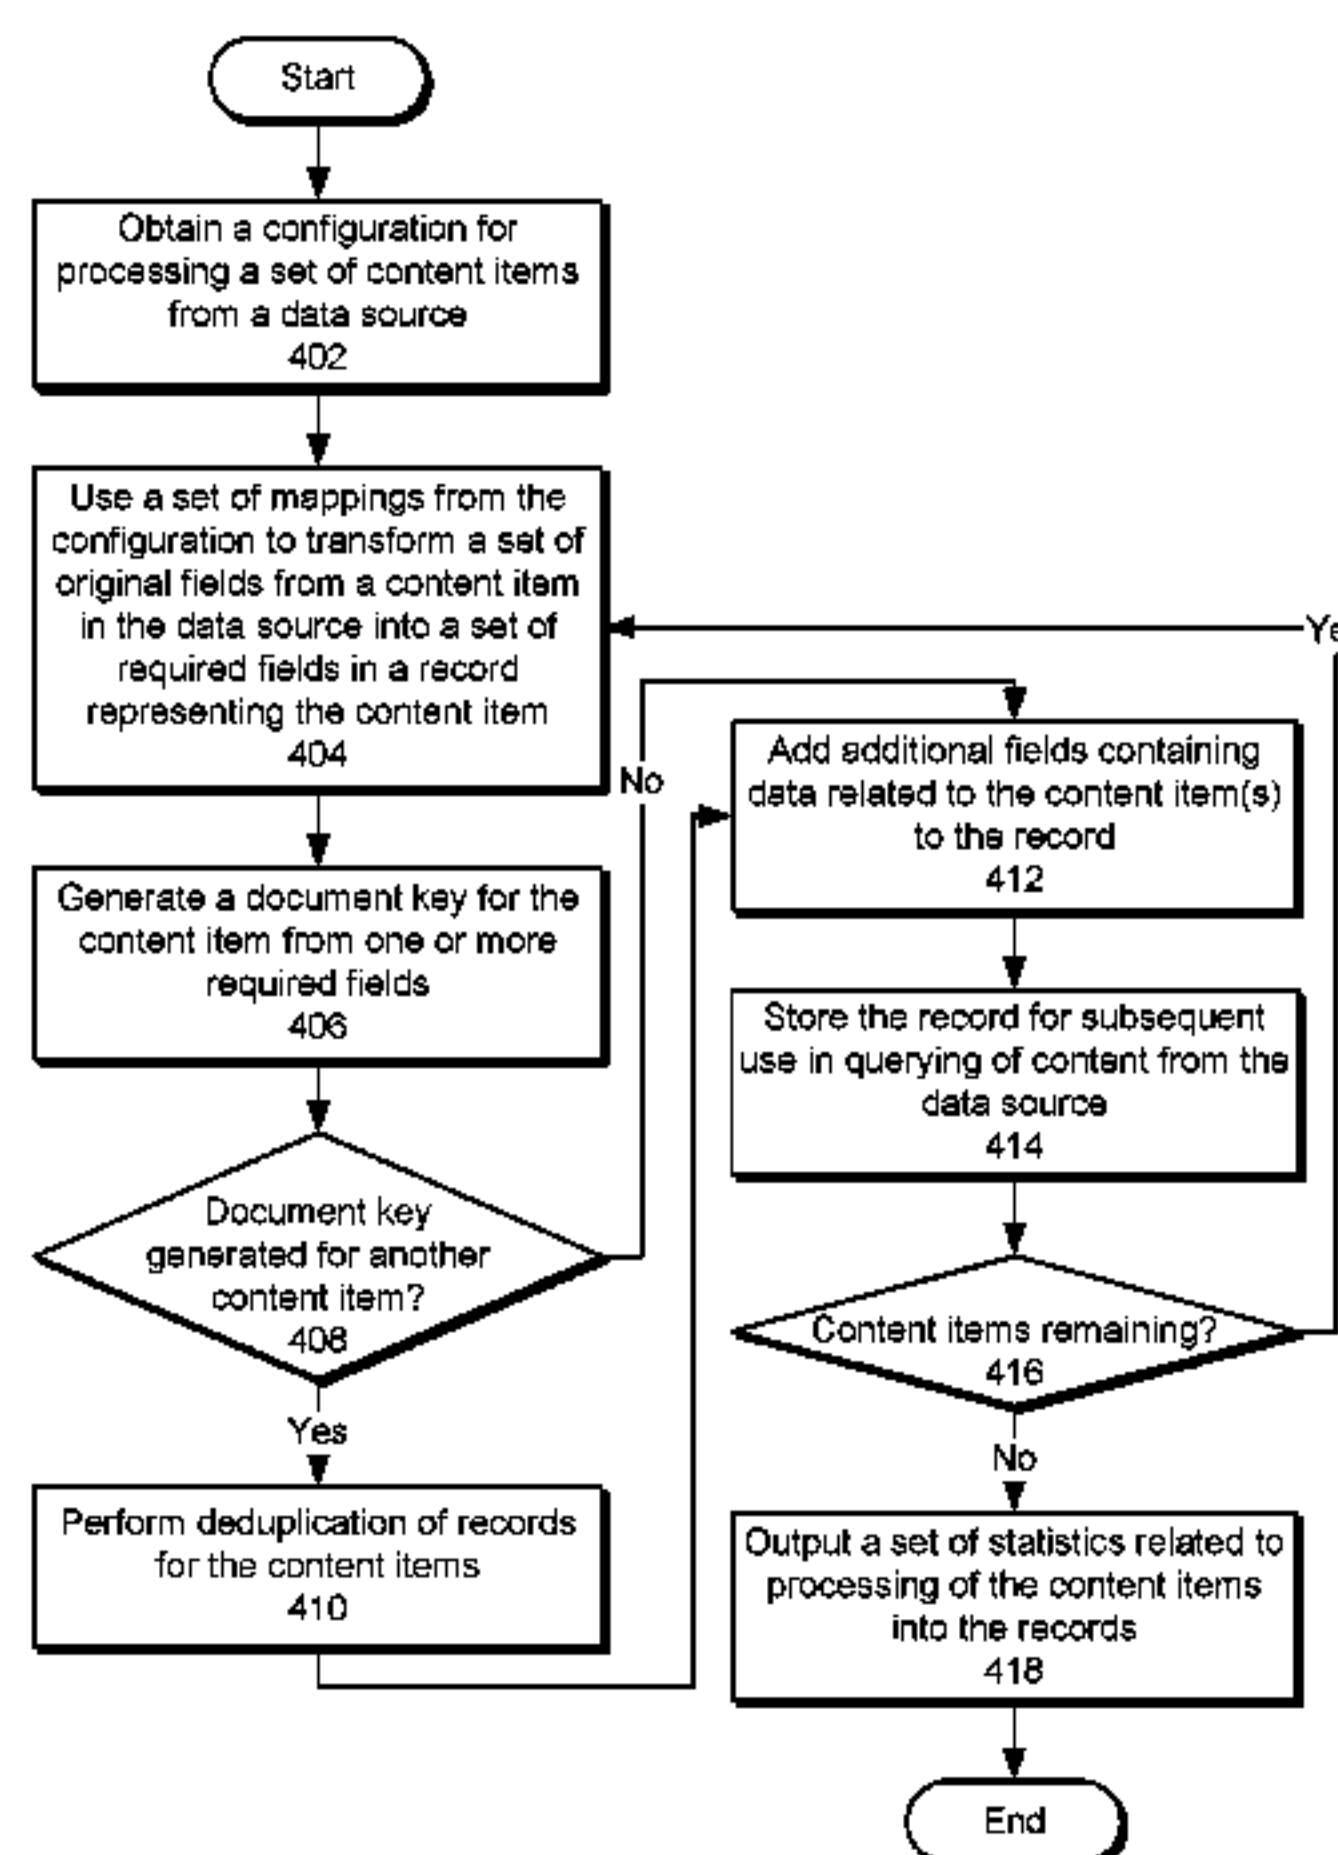 Start
Obtain a configuration for
processing a set of content items
from a data source
402
Use a set of mappings from the
configuration to transform a set of
original fields from a content item
in the data source into a set of
required fields in a record
representing the content item
404
Generate a document key for the
content item from one or more
required fields
406
Document key
generated for another
content item?
408
Yes
Perform deduplication of records
for the content items
410
No
Add additional fields containing
data related to the content item(s)
to the record
412
Store the record for subsequent
use in querying of content from the
data source
414
Content items remaining?
416
No
Output a set of statistics related to
processing of the content items
into the records
418
End